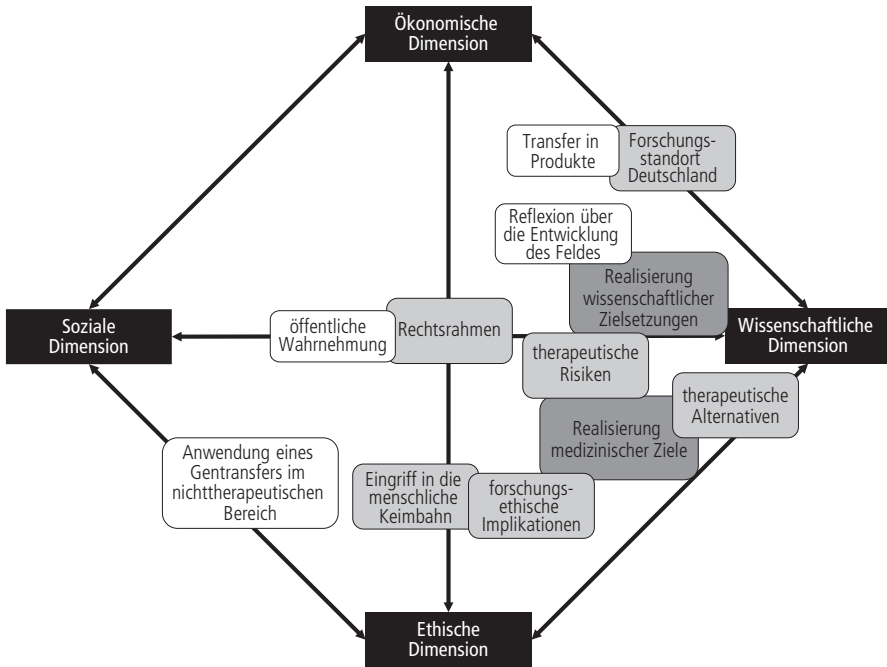 Ökonomische
Dimension
Transfer in
Produkte
Forschungs-
standort
Deutschland
Reflexion über
die Entwicklung
des Feldes
Realisierung
wissenschaftlicher
Zielsetzungen
Soziale
Dimension
öffentliche
Wahrnehmung
Rechtsrahmen
Wissenschaftliche
Dimension
therapeutische
Risiken
therapeutische
Alternativen
Realisierung
medizinischer Ziele
Anwendung eines
Gentransfers im
nichttherapeutischen
Bereich
Eingriff in die
menschliche
Keimbahn
forschungs-
ethische
Implikationen
Ethische
Dimension